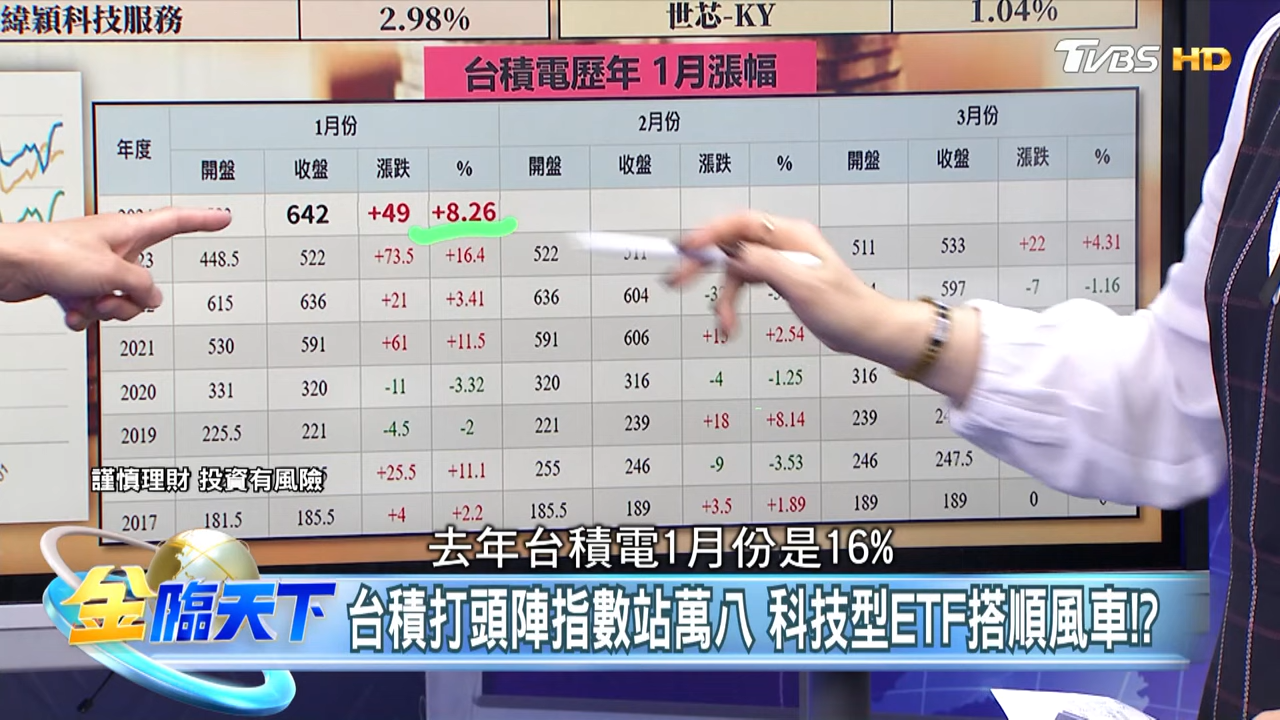 緯穎科技服務 2.98% 世芯-KY 1.04%
TVBS HD
台積電歷年 1月漲幅
年度 1月份 2月份 3月份
開盤 收盤 漲跌 % 開盤 收盤 漲跌 % 開盤 收盤 漲跌 %
642 +49 +8.26
448.5 522 +73.5 +16.4 522 511 511 533 +22 +4.31
615 636 +21 +3.41 636 604 597 -7 -1.16
2021 530 591 +61 +11.5 591 606 +15 +2.54
2020 331 320 -11 -3.32 320 316 -4 -1.25 316
2019 225.5 221 -4.5 -2 221 239 +18 +8.14 239
+25.5 +11.1 255 246 -9 -3.53 246 247.5
2017 181.5 185.5 +4 +2.2 185.5 189 +3.5 +1.89 189 189 0
謹慎理財 投資有風險
去年台積電1月份是16%
金臨天下
台積打頭陣指數站萬八 科技型ETF搭順風車!?